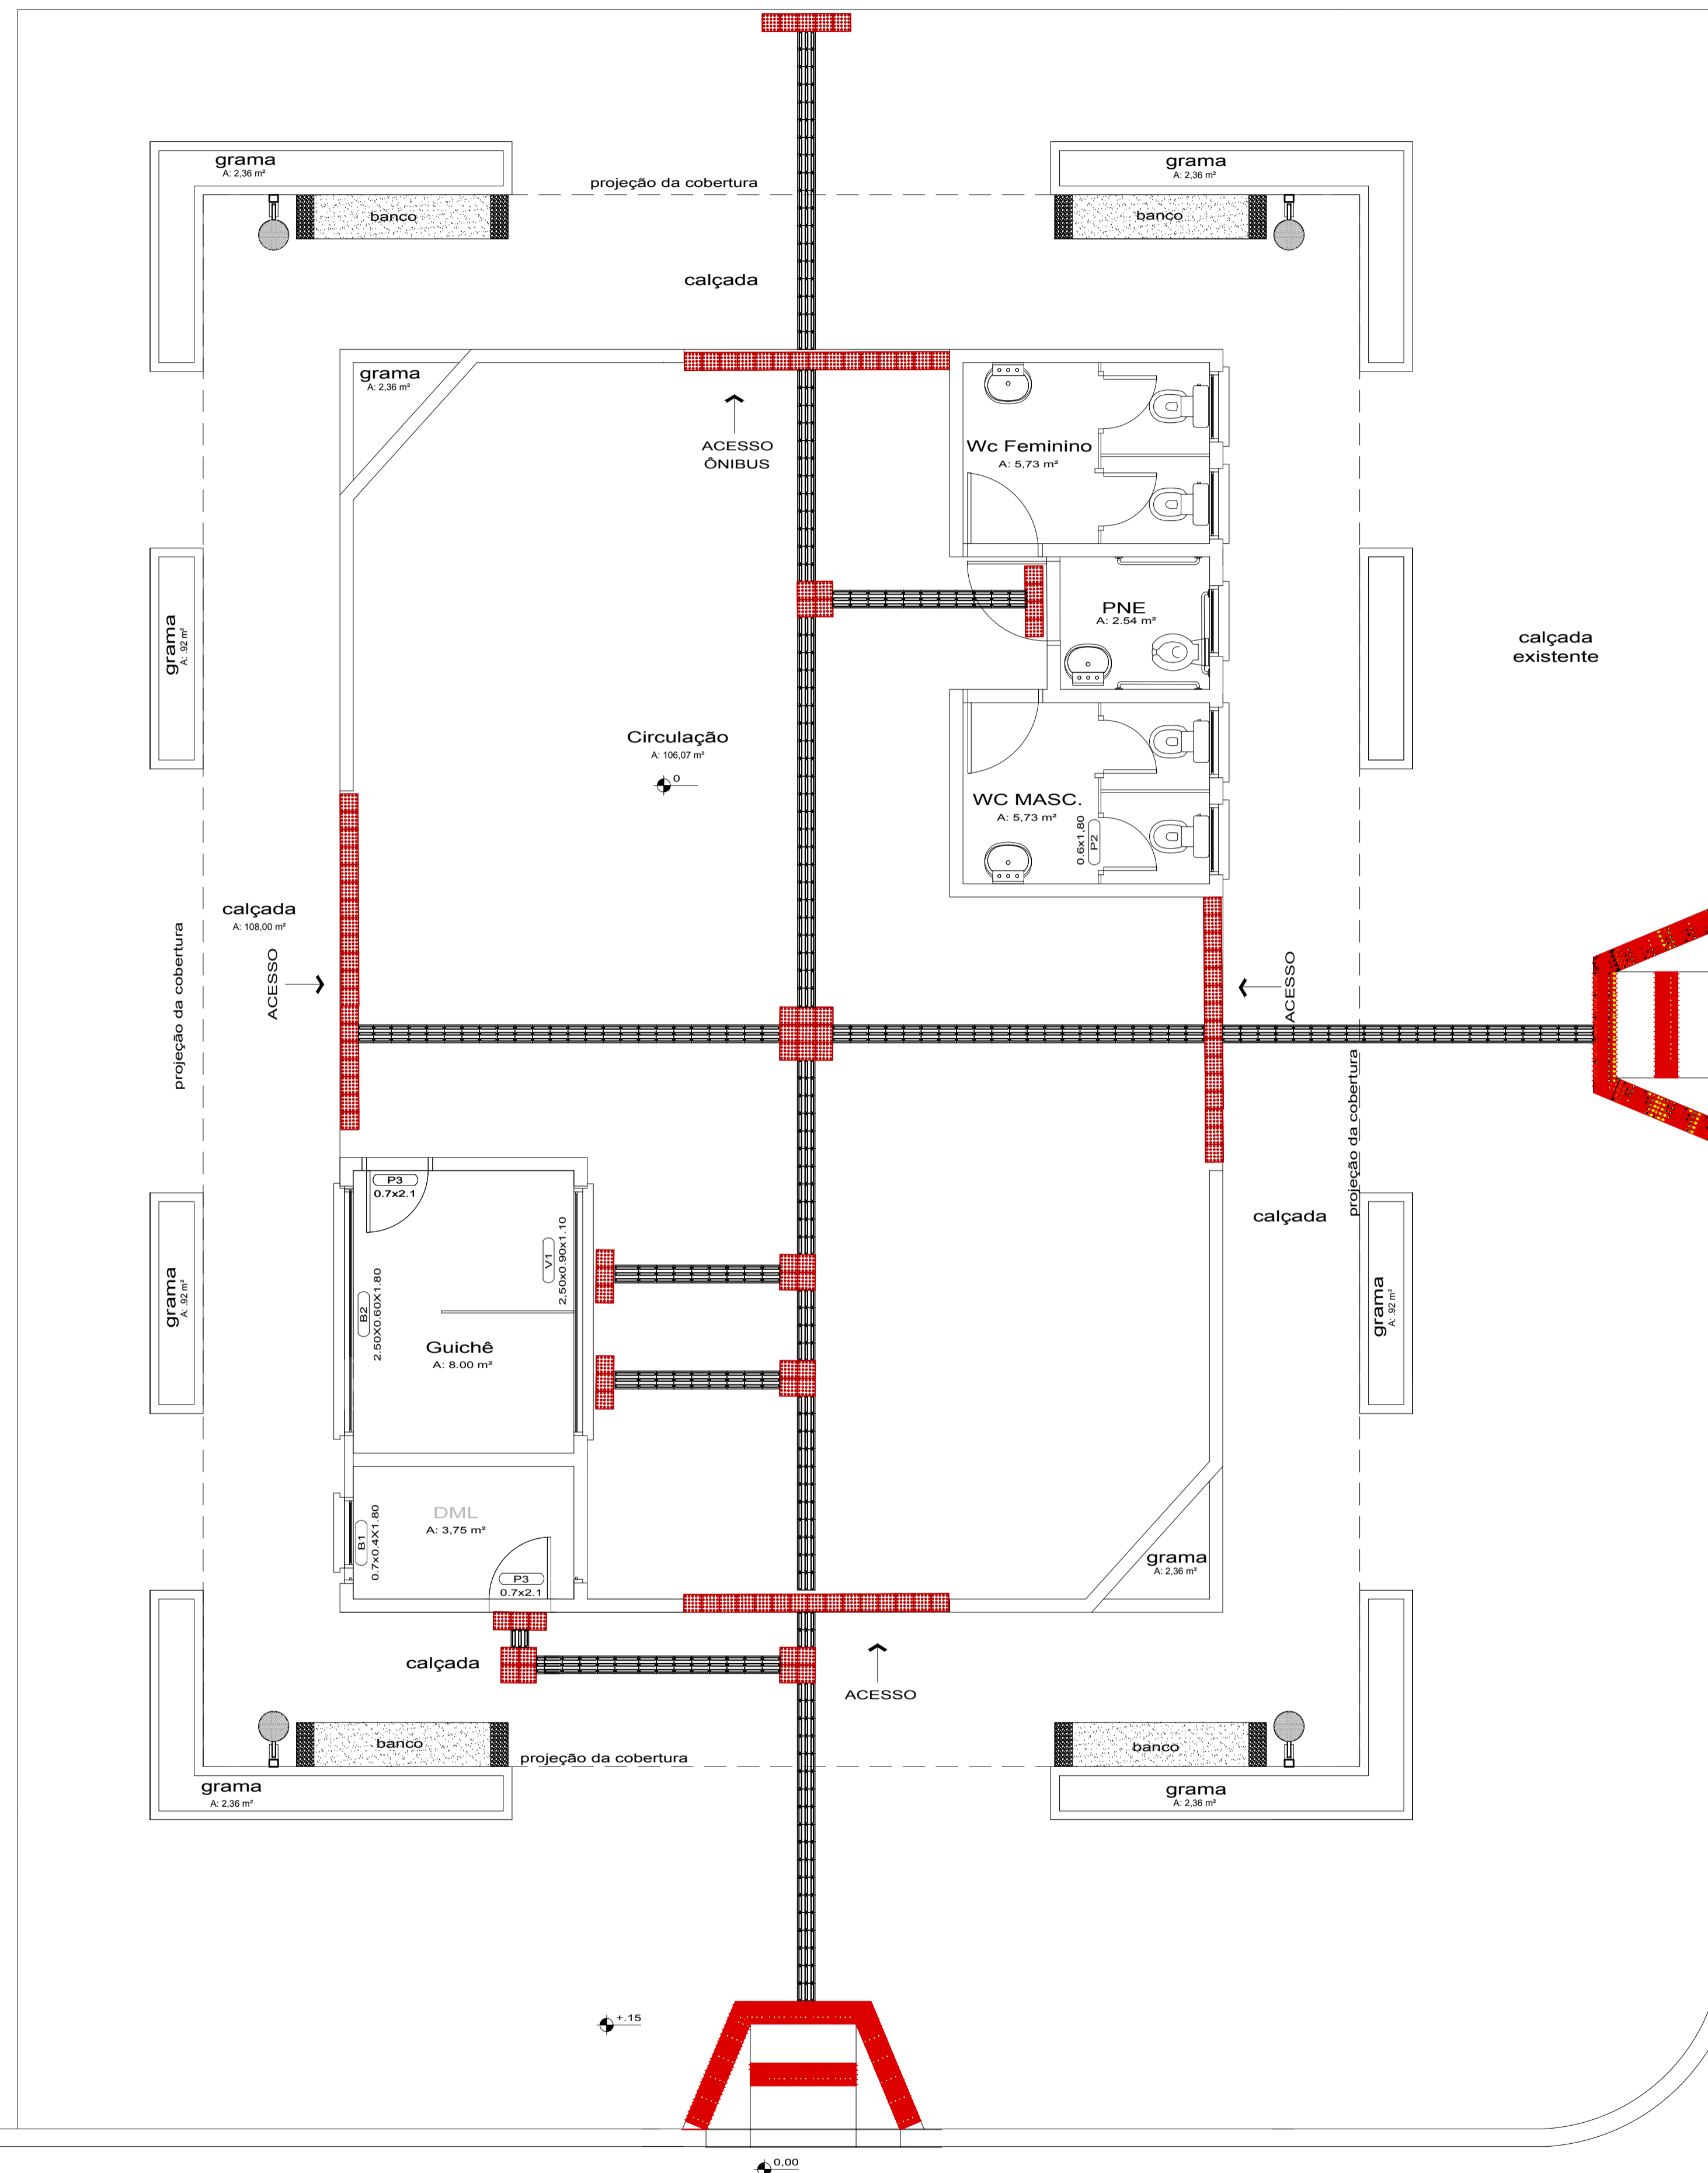 grama
A: 2,36 m²
grama
A: 2,36 m²
projeção da cobertura
banco
banco
calçada
grama
A: 2,36 m²
ACESSO
ÔNIBUS
Wc Feminino
A: 5,73 m²
PNE
A: 2.54 m²
grama
A: .92 m²
calçada
existente
Circulação
A: 106,07 m²
0
WC MASC.
A: 5,73 m²
0.6x1,80
P2
calçada
A: 108,00 m²
projeção da cobertura
ACESSO
ACESSO
projeção da cobertura
P3
0.7x2.1
V1
2,50x0.90x1.10
B2
2.50X0.60X1.80
calçada
grama
A: .92 m²
grama
A: .92 m²
Guichê
A: 8.00 m²
DML
A: 3,75 m²
B1
0.7x0.4X1.80
P3
0.7x2.1
grama
A: 2,36 m²
calçada
ACESSO
banco
banco
projeção da cobertura
grama
A: 2,36 m²
grama
A: 2,36 m²
+.15
0,00